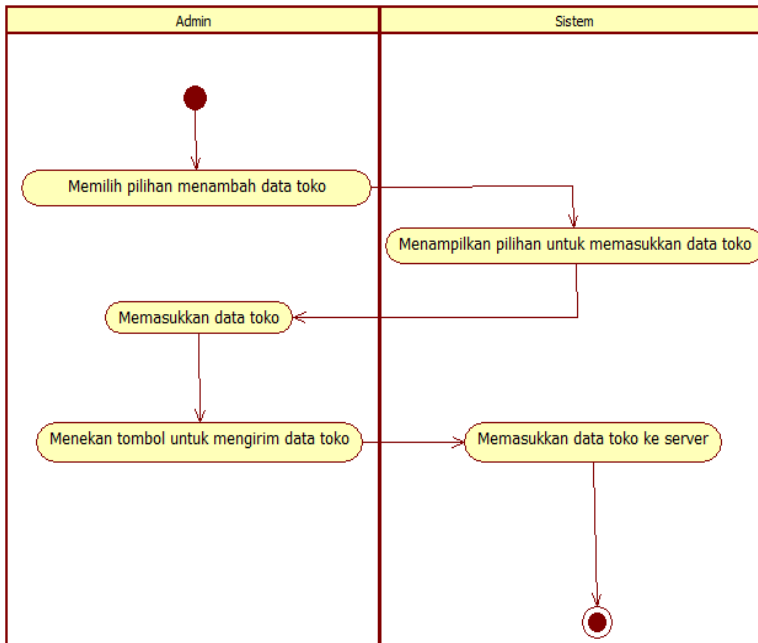 Admin
Sistem
Memilih pilihan menambah data toko
Menampilkan pilihan untuk memasukkan data toko
Memasukkan data toko
Menekan tombol untuk mengirim data toko
Memasukkan data toko ke server